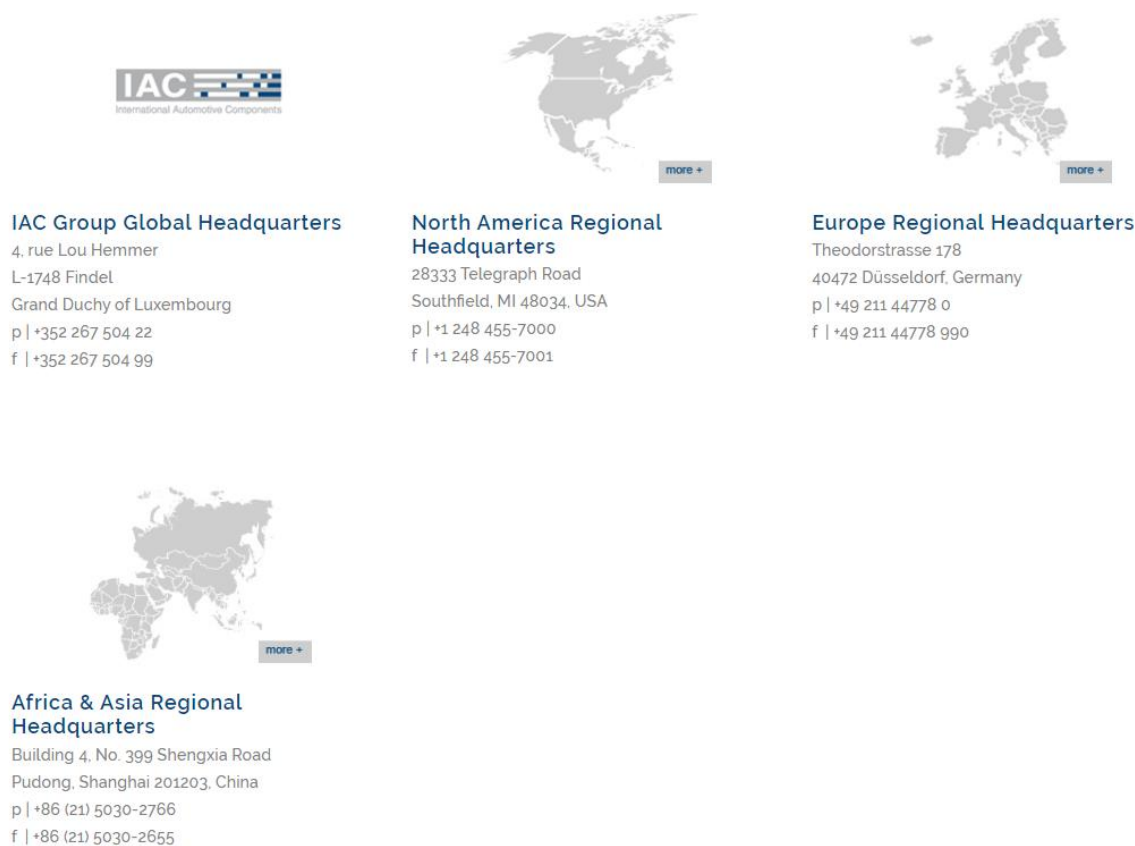 IAC
International Automotive Components
more +
more +
IAC Group Global Headquarters
4, rue Lou Hemmer
L-1748 Findel
Grand Duchy of Luxembourg
p | +352 267 504 22
f | +352 267 504 99
North America Regional
Headquarters
28333 Telegraph Road
Southfield, MI 48034, USA
p | +1 248 455-7000
f | +1 248 455-7001
Europe Regional Headquarters
Theodorstrasse 178
40472 Düsseldorf, Germany
p | +49 211 44778 0
f | +49 211 44778 990
more +
Africa & Asia Regional
Headquarters
Building 4, No. 399 Shengxia Road
Pudong, Shanghai 201203, China
p | +86 (21) 5030-2766
f | +86 (21) 5030-2655